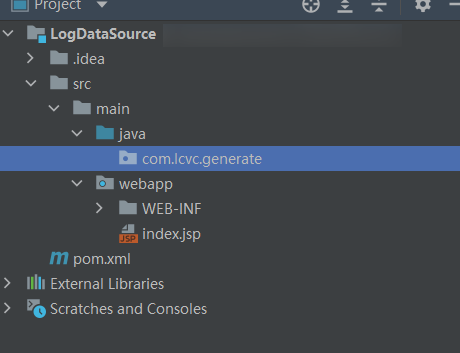 Project
LogDataSource
.idea
src
main
java
com.lcvc.generate
webapp
WEB-INF
JSP index.jsp
m pom.xml
External Libraries
Scratches and Consoles